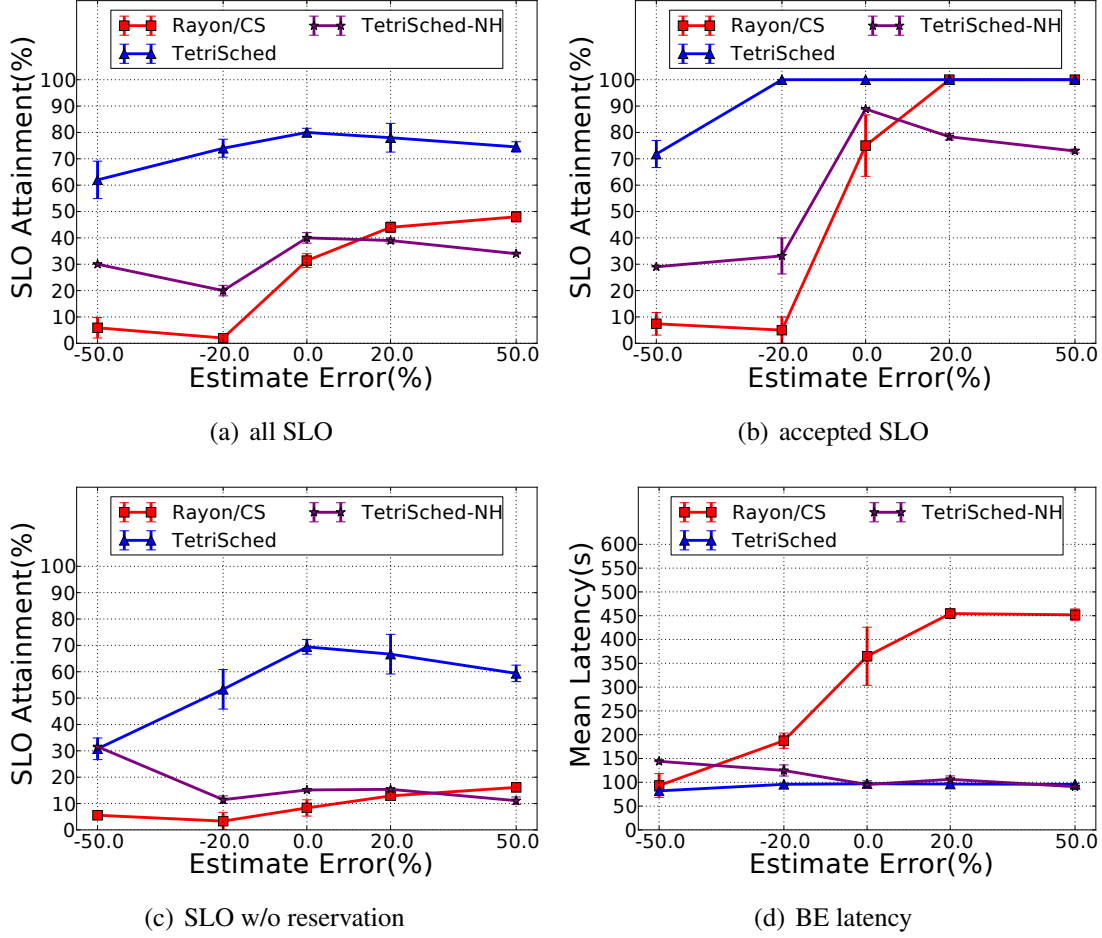 Rayon/CS TetriSched-NH
TetriSched
SLO Attainment(%)
100
90
80
70
60
50
40
30
20
10
0
-50.0 -20.0 0.0 20.0 50.0
Estimate Error(%)
(a) all SLO
Rayon/CS TetriSched-NH
TetriSched
SLO Attainment(%)
100
90
80
70
60
50
40
30
20
10
0
-50.0 -20.0 0.0 20.0 50.0
Estimate Error(%)
(b) accepted SLO
Rayon/CS TetriSched-NH
TetriSched
SLO Attainment(%)
100
90
80
70
60
50
40
30
20
10
0
-50.0 -20.0 0.0 20.0 50.0
Estimate Error(%)
(c) SLO w/o reservation
Rayon/CS TetriSched-NH
TetriSched
Mean Latency(s)
600
550
500
450
400
350
300
250
200
150
100
50
0
-50.0 -20.0 0.0 20.0 50.0
Estimate Error(%)
(d) BE latency